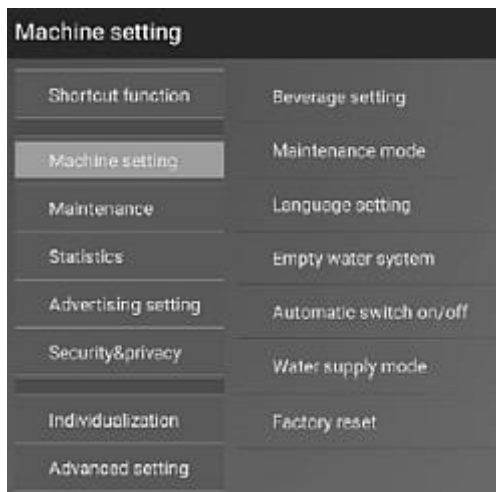 Machine setting
Shortcut function
Machine setting
Maintenance
Statistics
Advertising setting
Security&privacy
Individualization
Advanced setting
Beverage setting
Maintenance mode
Language setting
Empty water system
Automatic switch on/off
Water supply mode
Factory reset